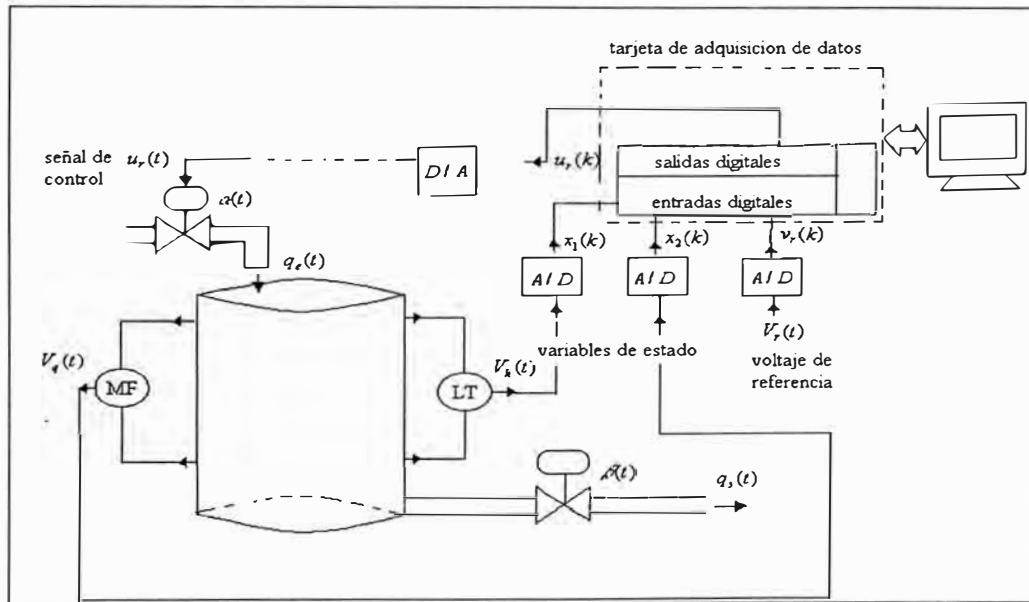 tarjeta de adquisicion de datos
señal de
control
u_r(t)
D/A
u_r(k)
salidas digitales
entradas digitales
α(t)
x_1(k)
x_2(k)
v_r(k)
q_e(t)
A/D
A/D
A/D
V_r(t)
variables de estado
voltaje de
referencia
V_q(t)
MF
LT
V_h(t)
β(t)
q_s(t)